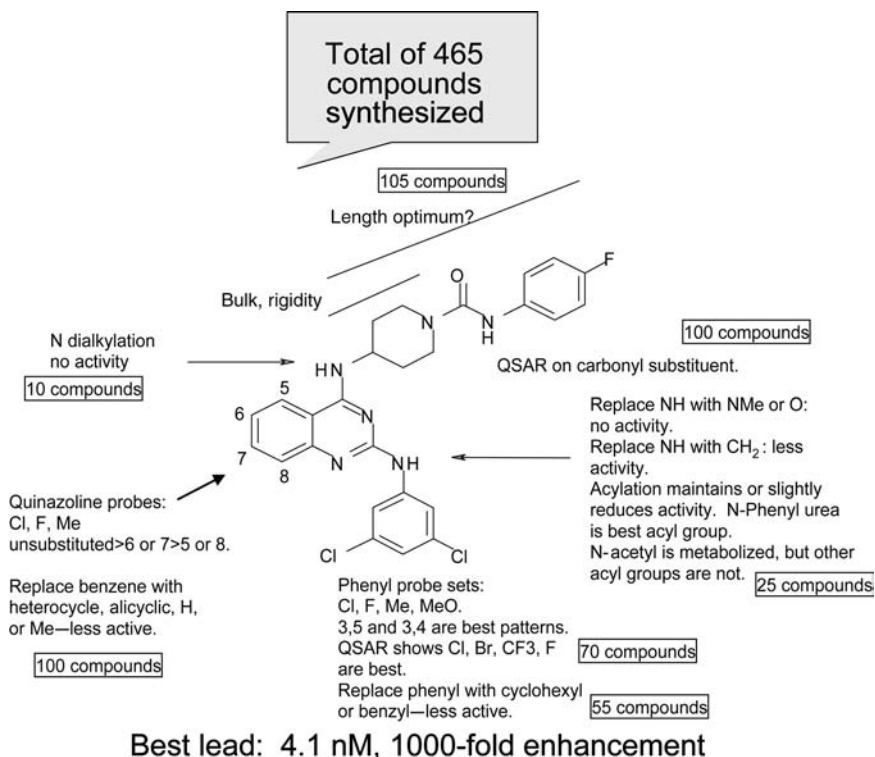 Total of 465
compounds
synthesized
105 compounds
Length optimum?
Bulk, rigidity
N dialkylation
no activity
10 compounds
O
F
N
N
H
HN
100 compounds
QSAR on carbonyl substituent.
5
6
7
8
N
N
NH
Cl
Cl
Replace NH with NMe or O:
no activity.
Replace NH with CH2: less
activity.
Acylation maintains or slightly
reduces activity. N-Phenyl urea
is best acyl group.
N-acetyl is metabolized, but other
acyl groups are not.
25 compounds
Quinazoline probes:
Cl, F, Me
unsubstituted>6 or 7>5 or 8.
Replace benzene with
heterocycle, alicyclic, H,
or Me—less active.
100 compounds
Phenyl probe sets:
Cl, F, Me, MeO.
3,5 and 3,4 are best patterns.
QSAR shows Cl, Br, CF3, F
are best.
70 compounds
Replace phenyl with cyclohexyl
or benzyl—less active.
55 compounds
Best lead: 4.1 nM, 1000-fold enhancement